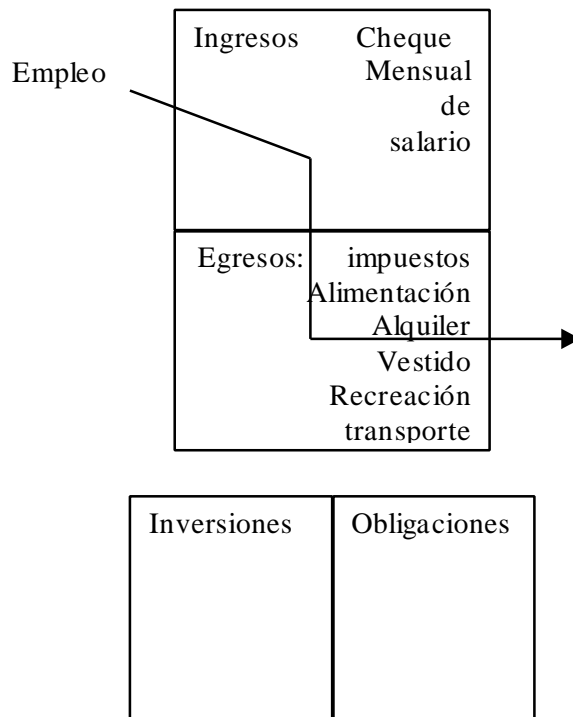 Ingresos Cheque
Empleo
Mensual
de
salario
Egresos: impuestos
Alimentación
Alquiler
Vestido
Recreación
transporte
Inversiones Obligaciones